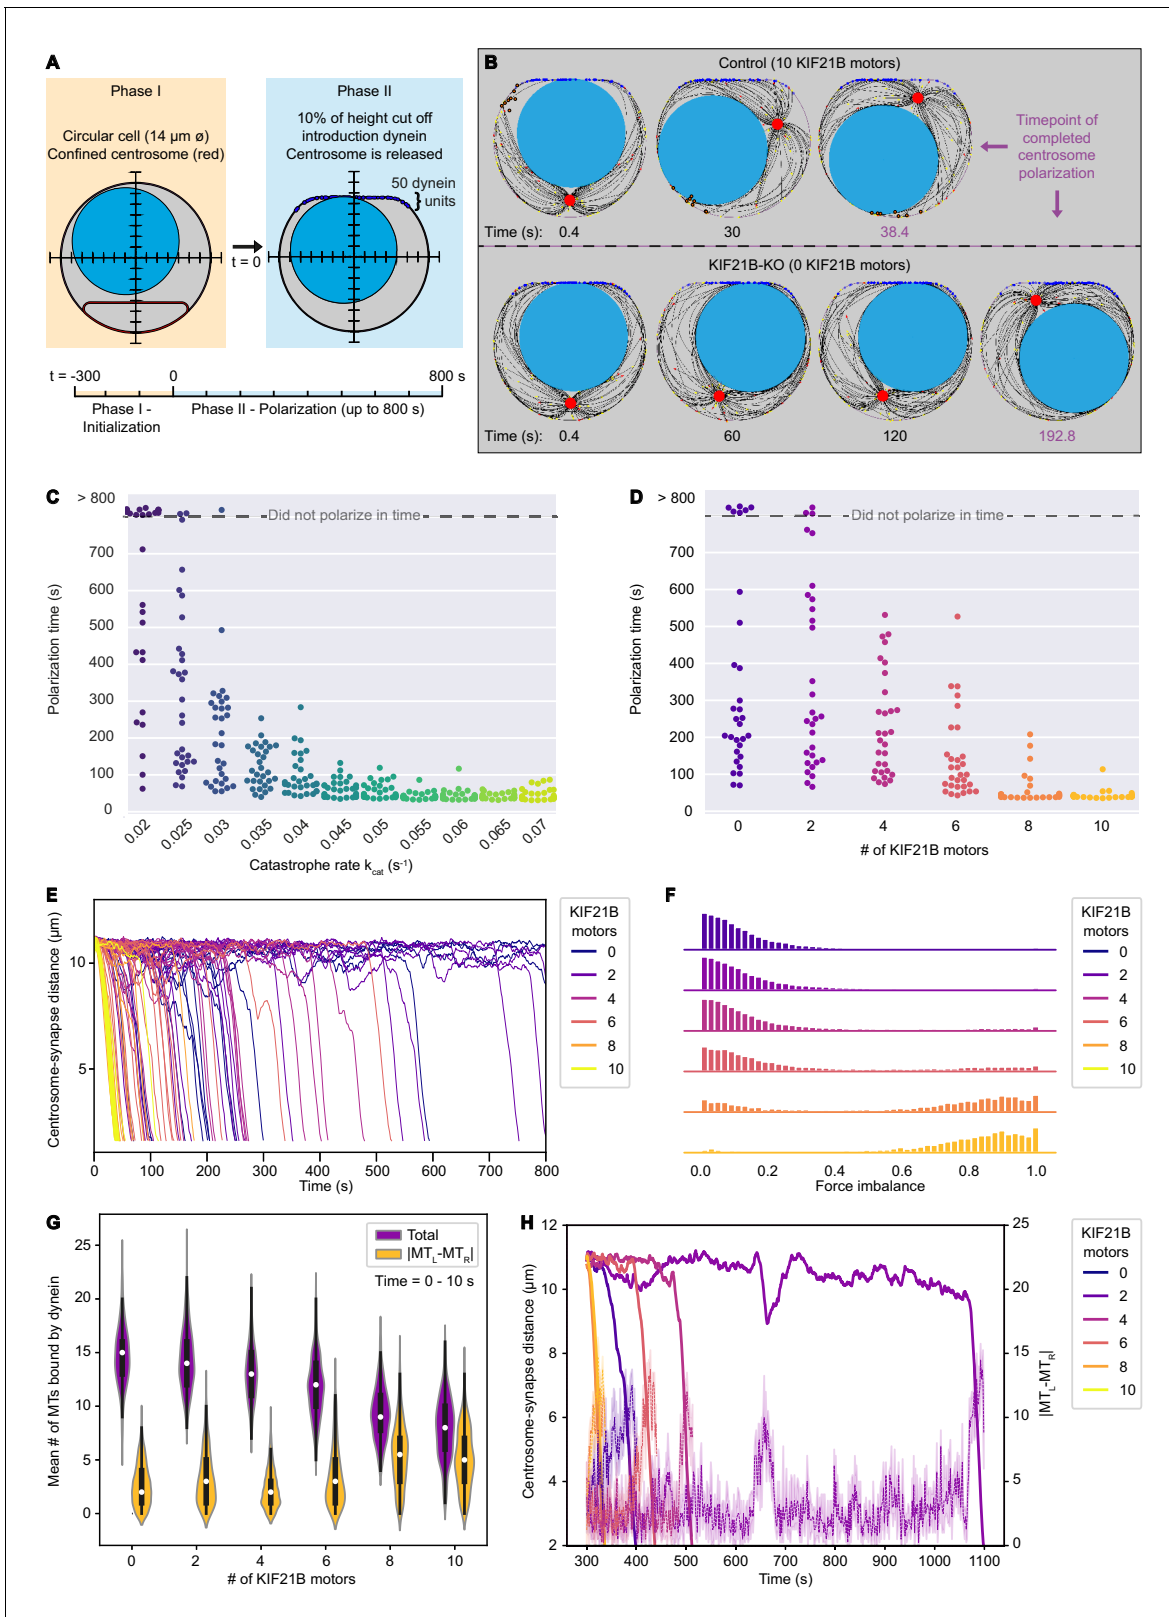 A
Phase I
Circular cell (14 µm ø)
Confined centrosome (red)
t = 0
Phase II
10% of height cut off
introduction dynein
Centrosome is released
50 dynein
units
t = -300
0
800 s
Phase I -
Initialization
Phase II - Polarization (up to 800 s)
B
Control (10 KIF21B motors)
Timepoint of
completed
centrosome
polarization
Time (s):
0.4
30
38.4
KIF21B-KO (0 KIF21B motors)
Time (s):
0.4
60
120
192.8
C
> 800
Did not polarize in time
700
600
500
400
300
200
100
0
Polarization time (s)
0.02
0.025
0.03
0.035
0.04
0.045
0.05
0.055
0.06
0.065
0.07
Catastrophe rate k_cat (s⁻¹)
D
> 800
Did not polarize in time
700
600
500
400
300
200
100
0
Polarization time (s)
0
2
4
6
8
10
# of KIF21B motors
E
Centrosome-synapse distance (µm)
10
5
0
100
200
300
400
500
600
700
800
Time (s)
KIF21B
motors
0
2
4
6
8
10
F
0.0
0.2
0.4
0.6
0.8
1.0
Force imbalance
KIF21B
motors
0
2
4
6
8
10
G
Total
|MT_L-MT_R|
Time = 0 - 10 s
Mean # of MTs bound by dynein
25
20
15
10
5
0
0
2
4
6
8
10
# of KIF21B motors
H
Centrosome-synapse distance (µm)
12
10
8
6
4
2
25
20
15
10
5
0
|MT_L-MT_R|
300
400
500
600
700
800
900
1000
1100
Time (s)
KIF21B
motors
0
2
4
6
8
10